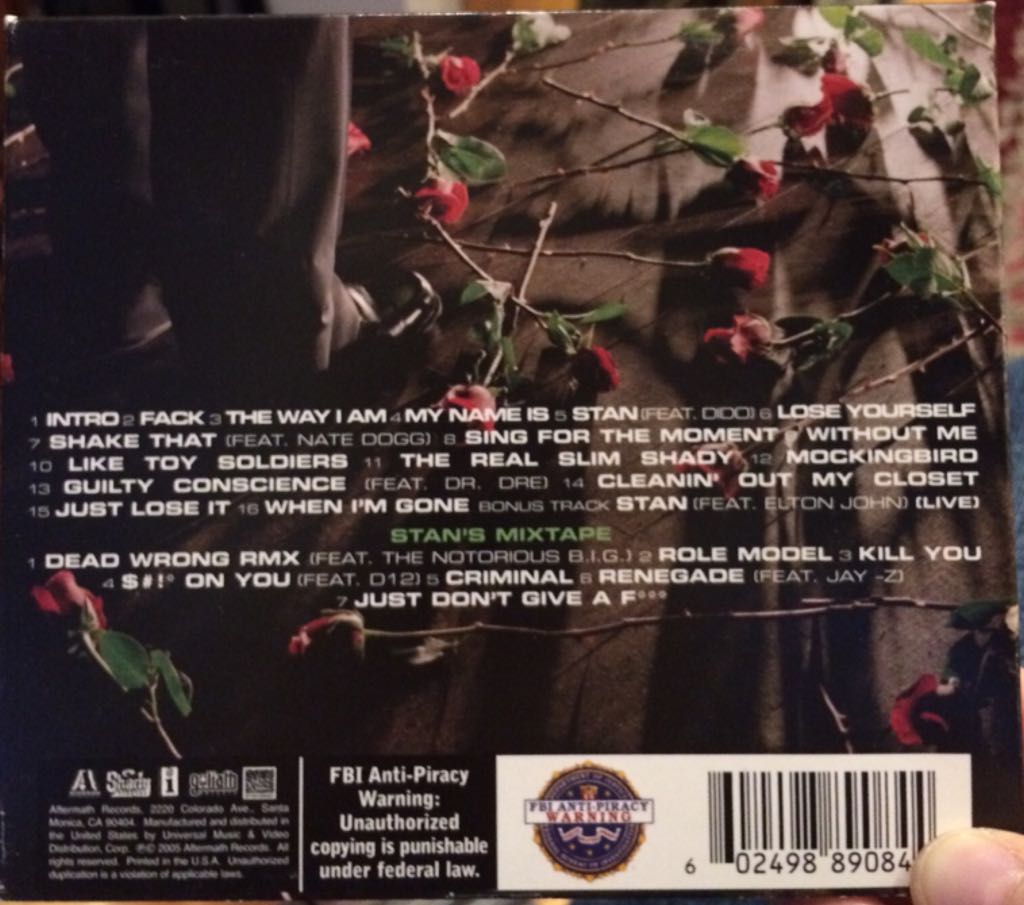 1 INTRO 2 FACK 3 THE WAY I AM 4 MY NAME IS 5 STAN (FEAT. DIDO) 6 LOSE YOURSELF
7 SHAKE THAT (FEAT. NATE DOGG) 8 SING FOR THE MOMENT 9 WITHOUT ME
10 LIKE TOY SOLDIERS 11 THE REAL SLIM SHADY 12 MOCKINGBIRD
13 GUILTY CONSCIENCE (FEAT. DR. DRE) 14 CLEANIN' OUT MY CLOSET
15 JUST LOSE IT 16 WHEN I'M GONE BONUS TRACK STAN (FEAT. ELTON JOHN) (LIVE)
STAN'S MIXTAPE
1 DEAD WRONG RMX (FEAT. THE NOTORIOUS B.I.G.) 2 ROLE MODEL 3 KILL YOU
4 $#!* ON YOU (FEAT. D12) 5 CRIMINAL 6 RENEGADE (FEAT. JAY -Z)
7 JUST DON'T GIVE A F***
Shady goliath
Aftermath Records, 2220 Colorado Ave., Santa
Monica, CA 90404. Manufactured and distributed in
the United States by Universal Music & Video
Distribution, Corp. ℗© 2005 Aftermath Records. All
rights reserved. Printed in the U.S.A. Unauthorized
duplication is a violation of applicable laws.
FBI Anti-Piracy
Warning:
Unauthorized
copying is punishable
under federal law.
FBI ANTI-PIRACY
WARNING
6 02498 89084